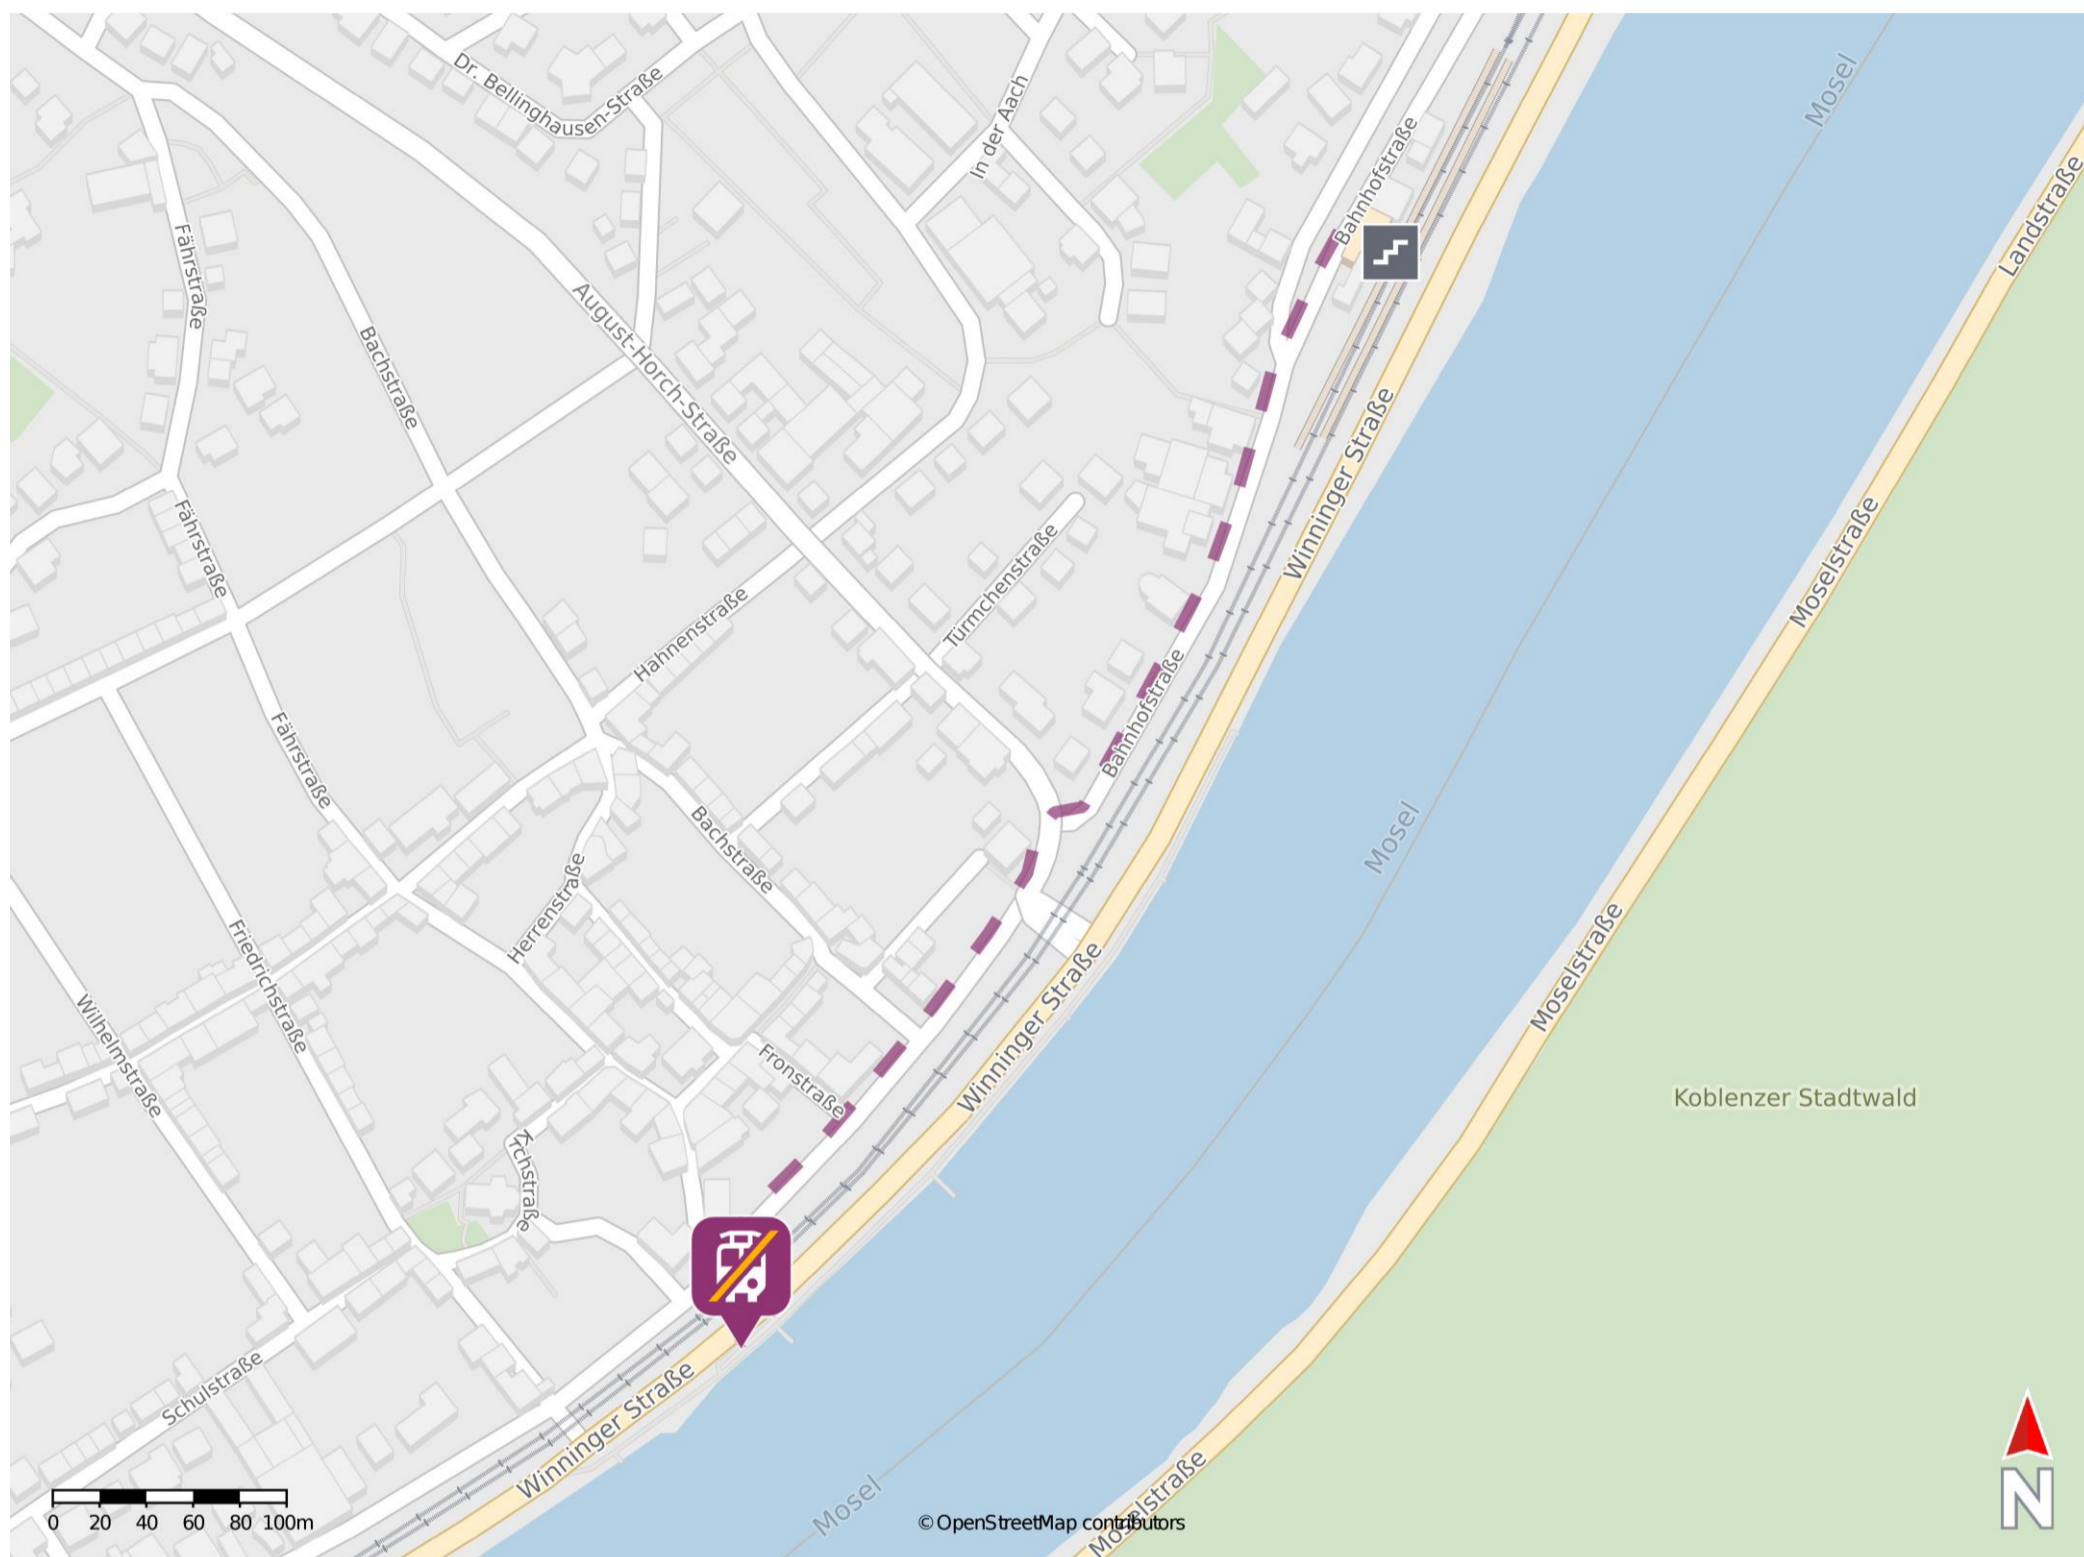 Dr. Bellinghausen-Straße
In der Aach
Mosel
Bahnhofstraße
Landstraße
Fährstraße
Bachstraße
August-Horch-Straße
Winninger Straße
Fährstraße
Moselstraße
Türmchenstraße
Hahnenstraße
Bahnhofstraße
Fährstraße
Bachstraße
Mosel
Herrenstraße
Moselstraße
Friedrichstraße
Winninger Straße
Wilhelmstraße
Fronstraße
Koblenzer Stadtwald
Kirchstraße
Schulstraße
Winninger Straße
Mosel
Moselstraße
N
0 20 40 60 80 100m
© OpenStreetMap contributors